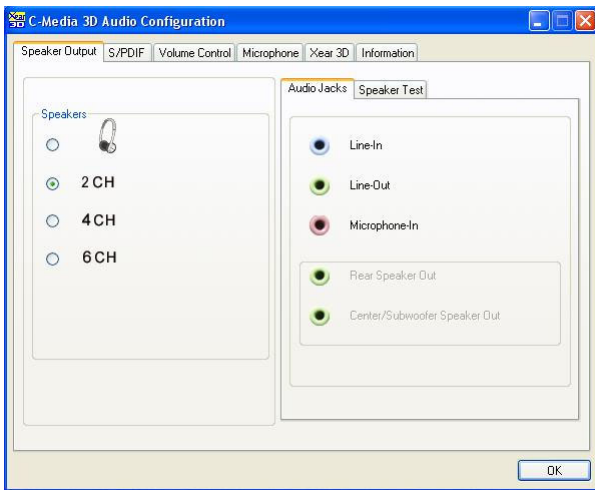 Xear 3D C-Media 3D Audio Configuration
Speaker Output S/PDIF Volume Control Microphone Xear 3D Information
Audio Jacks Speaker Test
Speakers
2 CH
4 CH
6 CH
Line-In
Line-Out
Microphone-In
Rear Speaker Out
Center/Subwoofer Speaker Out
OK